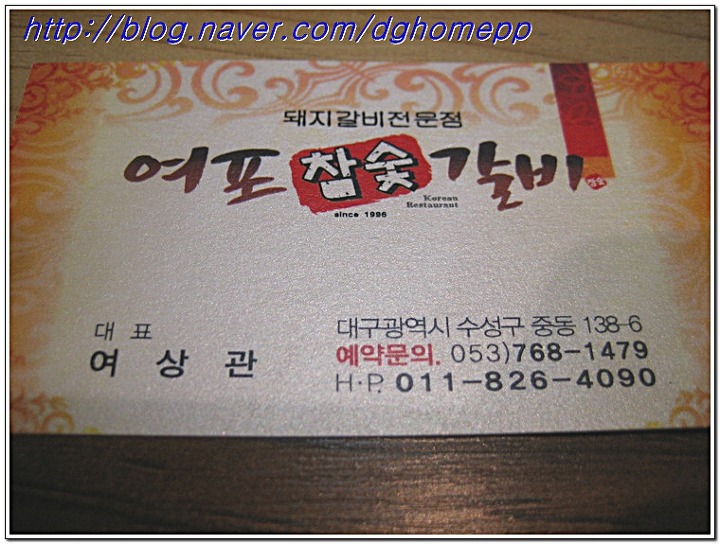 http://blog.naver.com/dghomepp
돼지갈비전문점
여포 참숯 갈비
Korean
Restaurant
since 1996
대 표
여 상 관
대구광역시 수성구 중동 138-6
예약문의. 053)768-1479
H·P. 011-826-4090